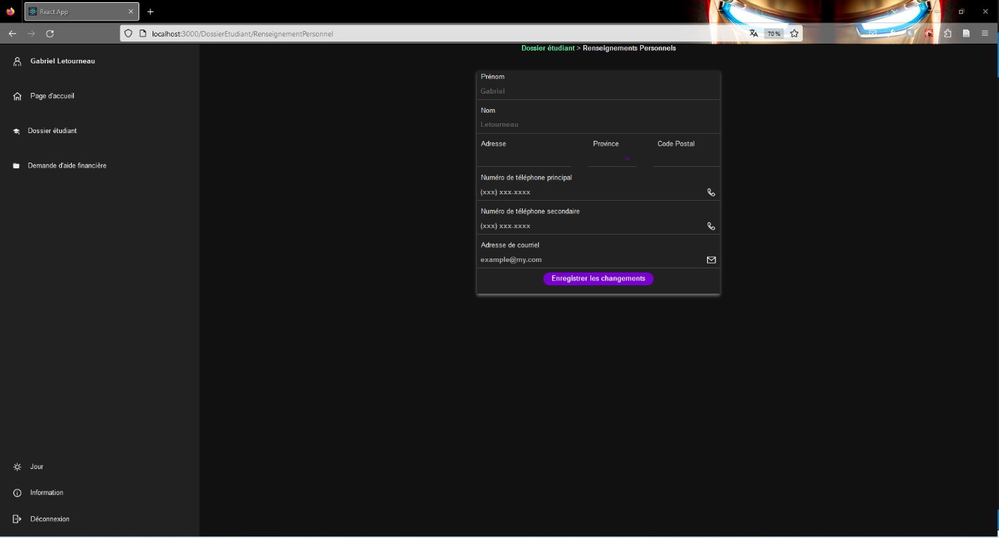 React App
localhost:3000/DossierEtudiant/RenseignementPersonnel
70 %
Gabriel Letourneau
Page d'accueil
Dossier étudiant
Demande d'aide financière
Jour
Information
Déconnexion
Dossier étudiant > Renseignements Personnels
Prénom
Gabriel
Nom
Letourneau
Adresse Province Code Postal
Numéro de téléphone principal
(xxx) xxx-xxxx
Numéro de téléphone secondaire
(xxx) xxx-xxxx
Adresse de courriel
example@my.com
Enregistrer les changements